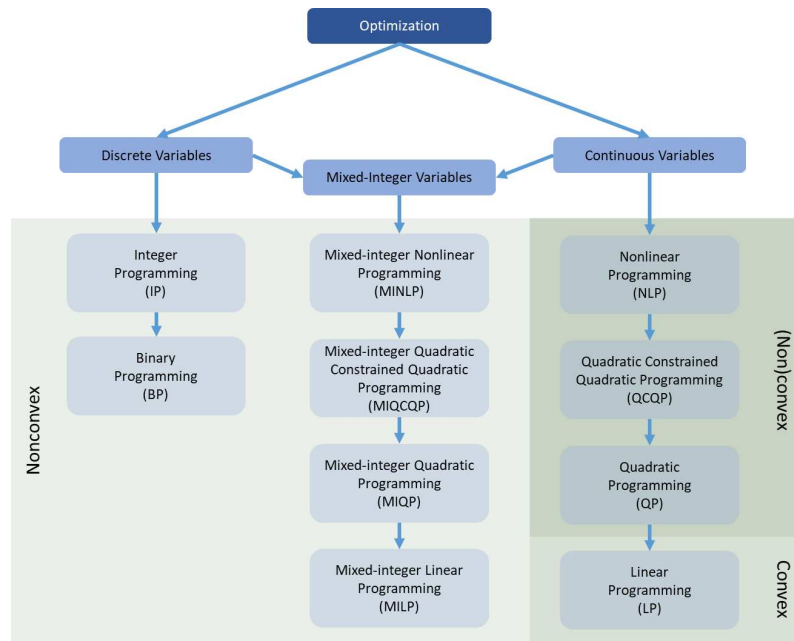 Optimization
Discrete Variables
Mixed-Integer Variables
Continuous Variables
Integer
Programming
(IP)
Binary
Programming
(BP)
Mixed-integer Nonlinear
Programming
(MINLP)
Mixed-integer Quadratic
Constrained Quadratic
Programming
(MIQCQP)
Mixed-integer Quadratic
Programming
(MIQP)
Mixed-integer Linear
Programming
(MILP)
Nonlinear
Programming
(NLP)
Quadratic Constrained
Quadratic Programming
(QCQP)
Quadratic
Programming
(QP)
Linear
Programming
(LP)
Nonconvex
(Non)convex
Convex